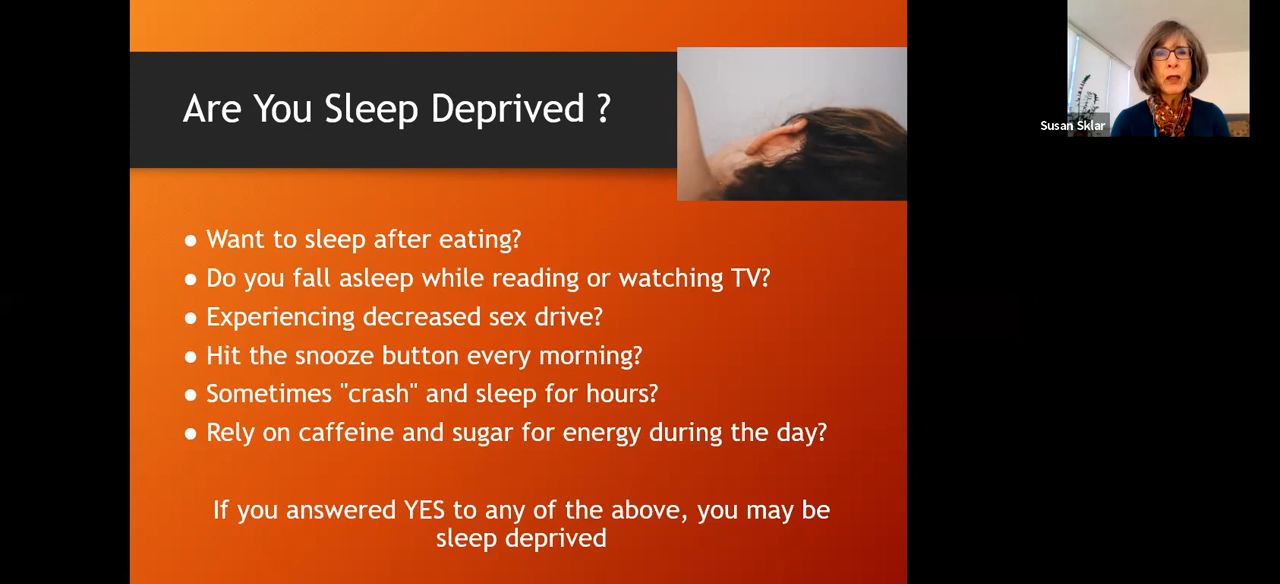 Are You Sleep Deprived ?
Susan Sklar
● Want to sleep after eating?
● Do you fall asleep while reading or watching TV?
● Experiencing decreased sex drive?
● Hit the snooze button every morning?
● Sometimes "crash" and sleep for hours?
● Rely on caffeine and sugar for energy during the day?
If you answered YES to any of the above, you may be
sleep deprived